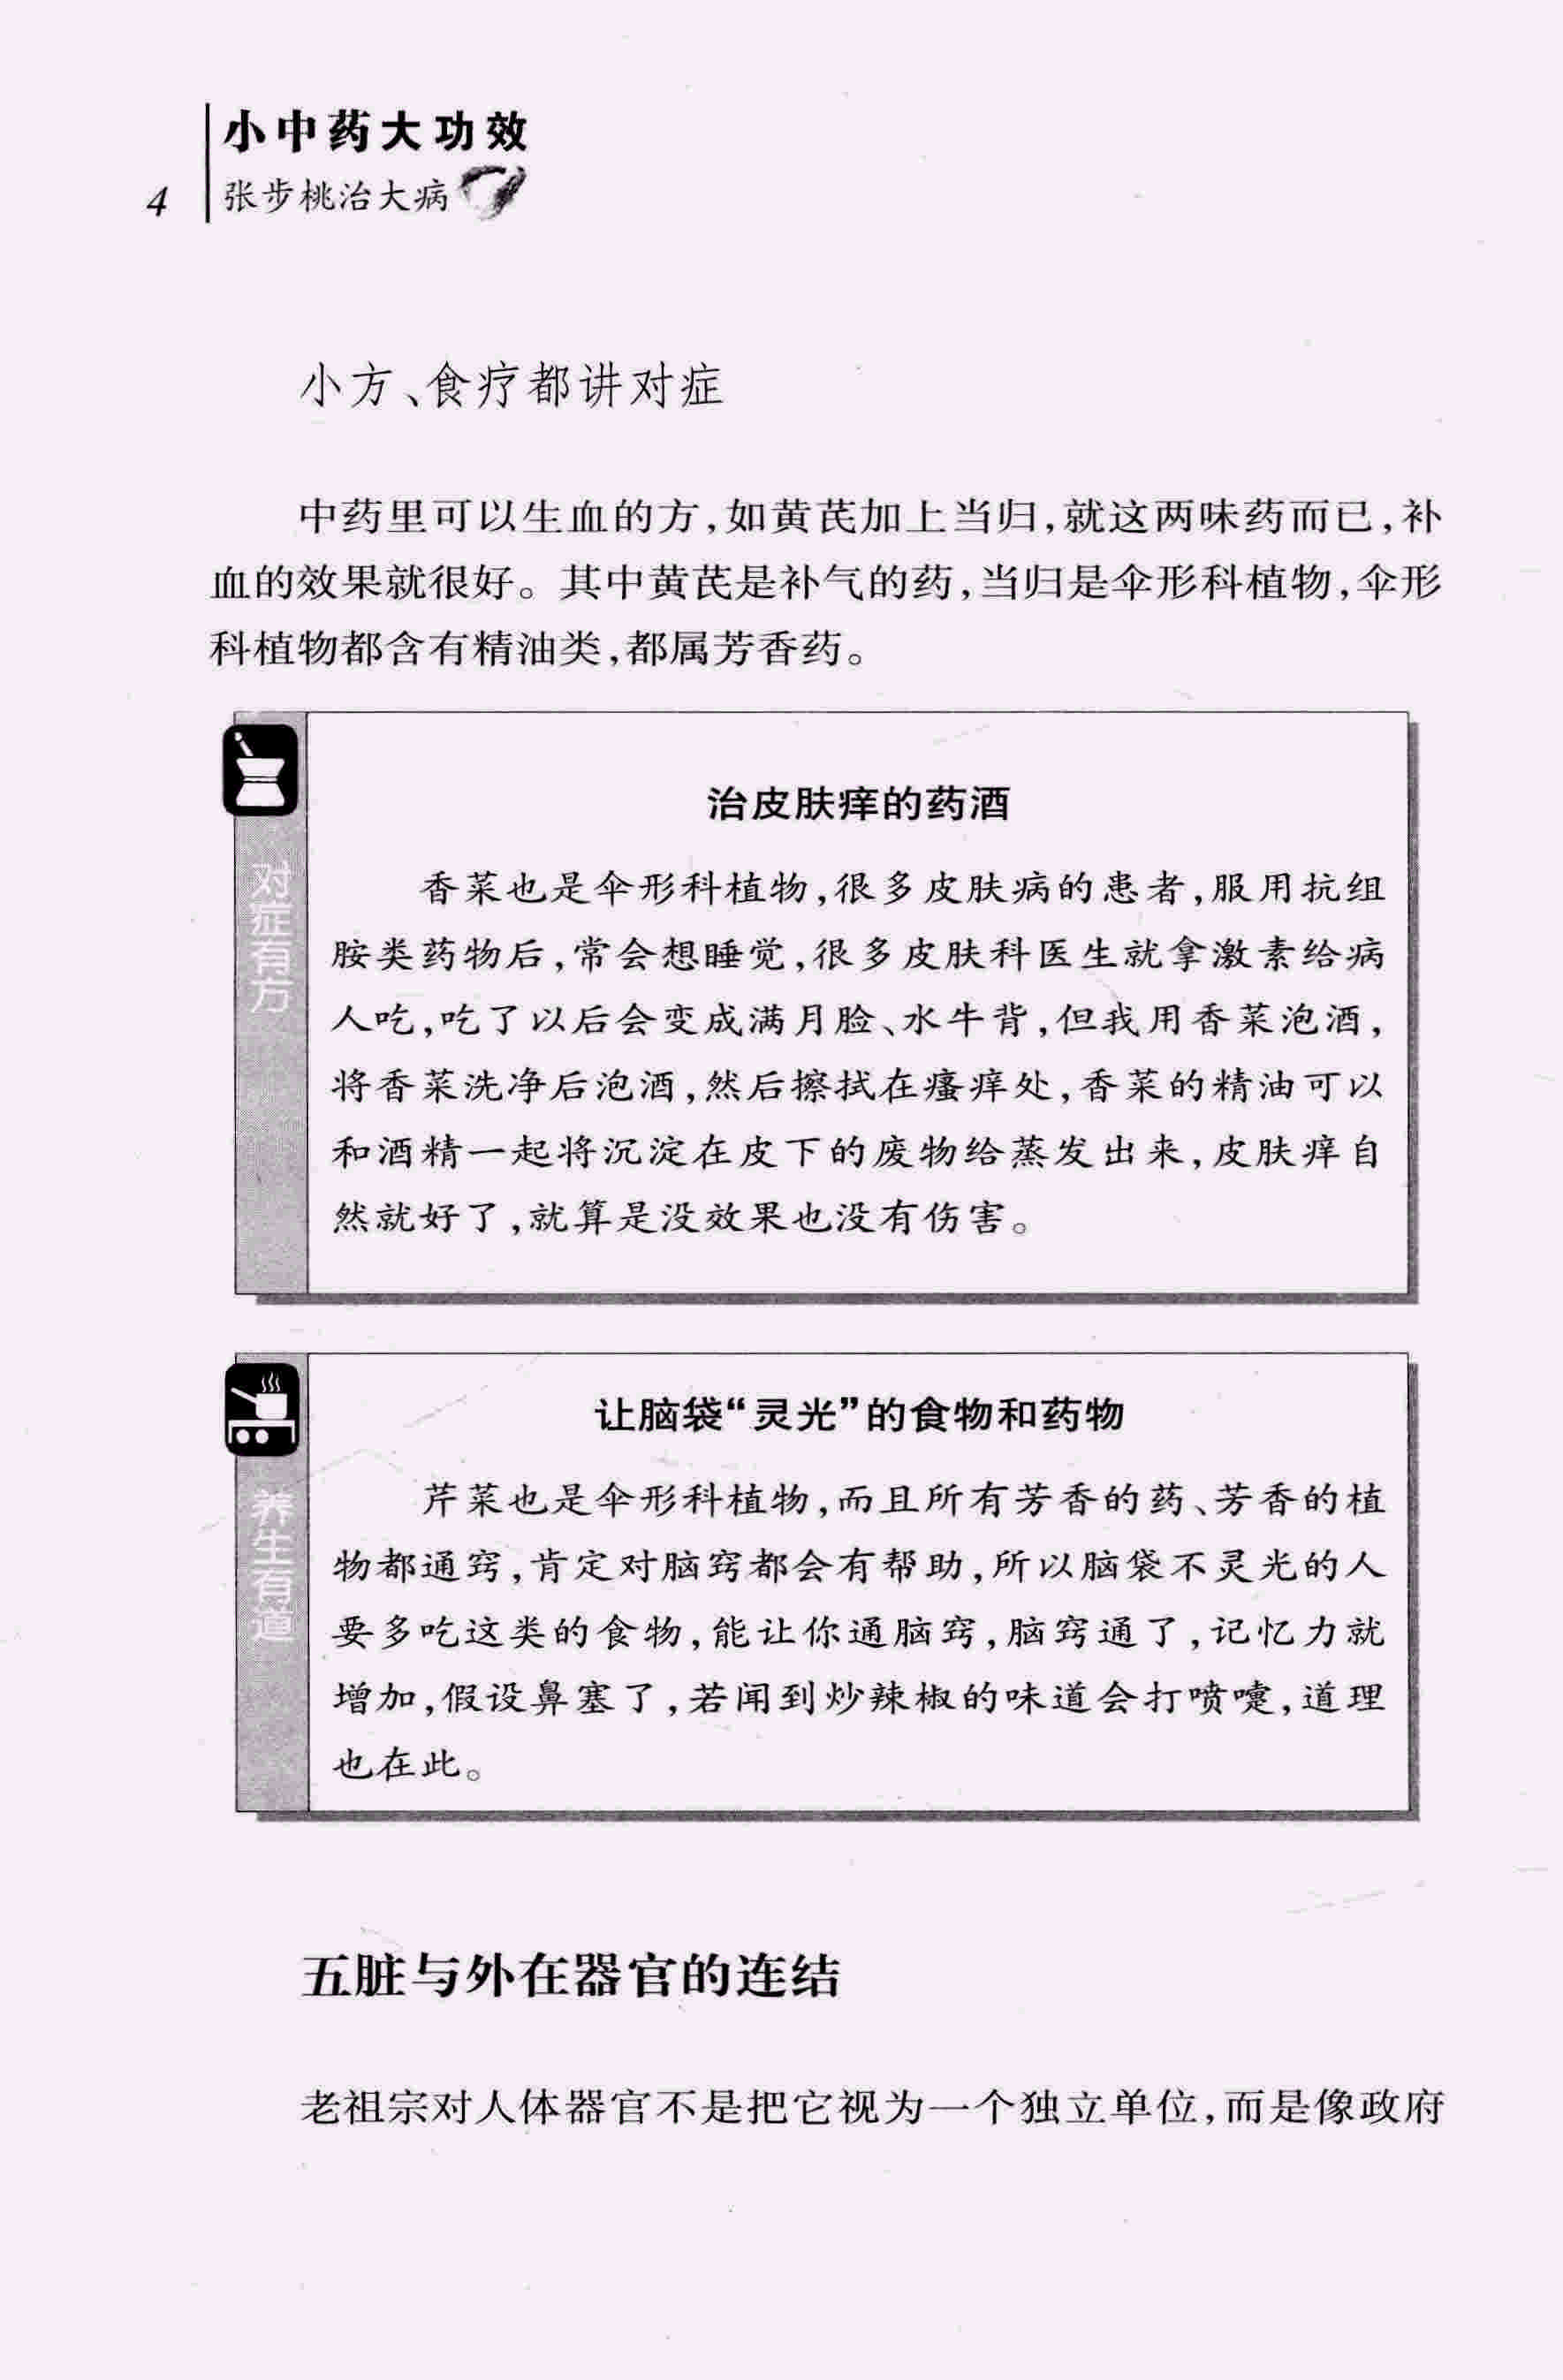 小中药大功效
4
张步桃治大病
小方、食疗都讲对症
中药里可以生血的方,如黄芪加上当归,就这两味药而已,补
血的效果就很好。其中黄芪是补气的药,当归是伞形科植物,伞形
科植物都含有精油类,都属芳香药。
对症有方
治皮肤痒的药酒
香菜也是伞形科植物,很多皮肤病的患者,服用抗组
胺类药物后,常会想睡觉,很多皮肤科医生就拿激素给病
人吃,吃了以后会变成满月脸、水牛背,但我用香菜泡酒,
将香菜洗净后泡酒,然后擦拭在瘙痒处,香菜的精油可以
和酒精一起将沉淀在皮下的废物给蒸发出来,皮肤痒自
然就好了,就算是没效果也没有伤害。
养生有道
让脑袋“灵光”的食物和药物
芹菜也是伞形科植物,而且所有芳香的药、芳香的植
物都通窍,肯定对脑窍都会有帮助,所以脑袋不灵光的人
要多吃这类的食物,能让你通脑窍,脑窍通了,记忆力就
增加,假设鼻塞了,若闻到炒辣椒的味道会打喷嚏,道理
也在此。
五脏与外在器官的连结
老祖宗对人体器官不是把它视为一个独立单位,而是像政府